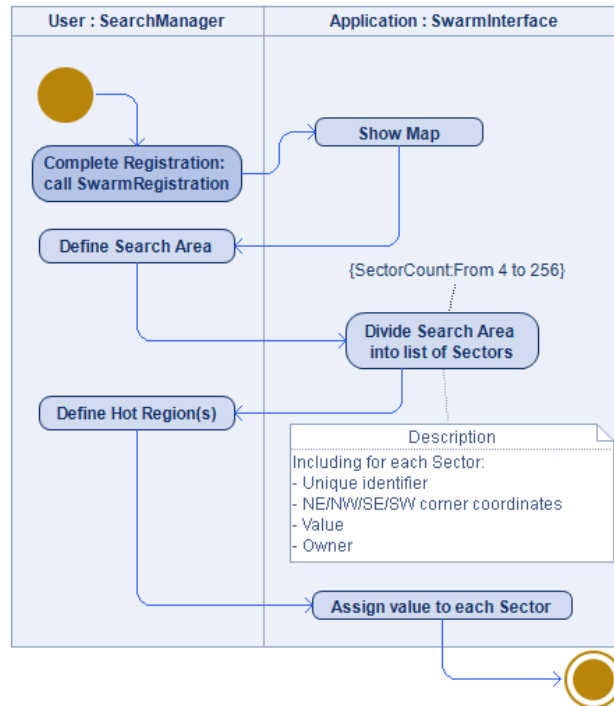 User : SearchManager
Application : SwarmInterface
Show Map
Complete Registration:
call SwarmRegistration
Define Search Area
{SectorCount:From 4 to 256}
Divide Search Area
into list of Sectors
Define Hot Region(s)
Description
Including for each Sector:
- Unique identifier
- NE/NW/SE/SW corner coordinates
- Value
- Owner
Assign value to each Sector